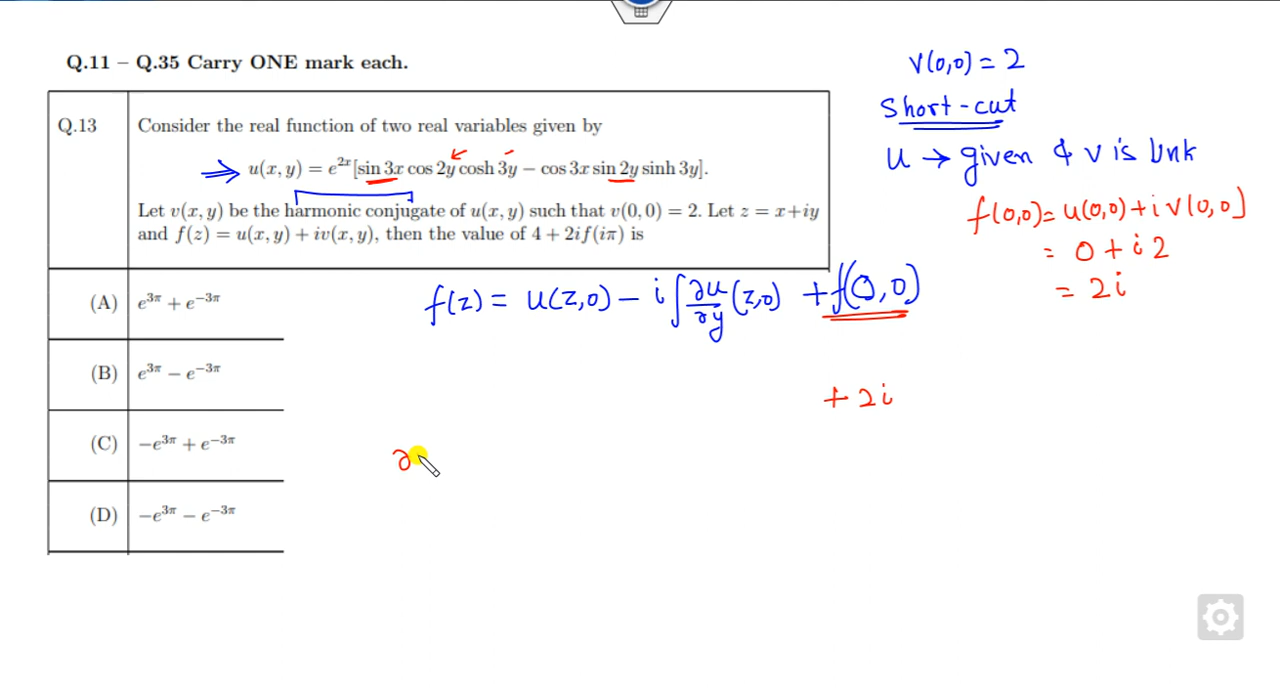 Q.11 – Q.35 Carry ONE mark each.
v(0,0) = 2
Short-cut
u → given & v is Unk
f(0,0) = u(0,0) + i v(0,0)
= 0 + i 2
= 2i
Q.13
Consider the real function of two real variables given by
⇒ u(x, y) = e^{2x}[sin 3x cos 2y cosh 3y − cos 3x sin 2y sinh 3y].
Let v(x, y) be the harmonic conjugate of u(x, y) such that v(0, 0) = 2. Let z = x+iy
and f(z) = u(x, y) + iv(x, y), then the value of 4 + 2if(iπ) is
f(z) = u(z,0) − i ∫ ∂u/∂y (z,0) + f(0,0)
+ 2i
∂
(A) e^{3π} + e^{−3π}
(B) e^{3π} − e^{−3π}
(C) −e^{3π} + e^{−3π}
(D) −e^{3π} − e^{−3π}